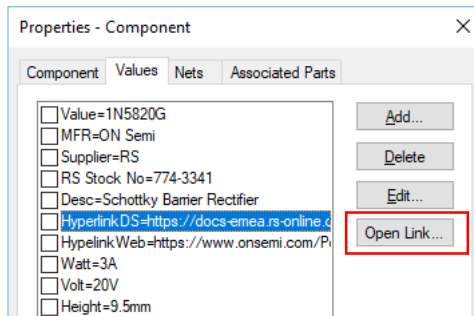 Properties - Component
Component Values Nets Associated Parts
Value=1N5820G
MFR=ON Semi
Supplier=RS
RS Stock No=774-3341
Desc=Schottky Barrier Rectifier
HyperlinkDS=https://docs-emea.rs-online.c
HypelinkWeb=https://www.onsemi.com/P
Watt=3A
Volt=20V
Height=9.5mm
Add...
Delete
Edit...
Open Link...